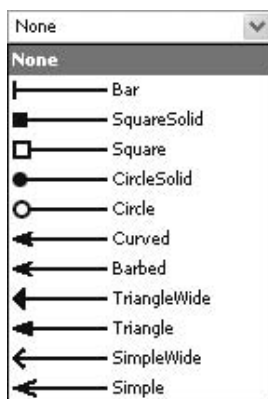 None
None
Bar
SquareSolid
Square
CircleSolid
Circle
Curved
Barbed
TriangleWide
Triangle
SimpleWide
Simple